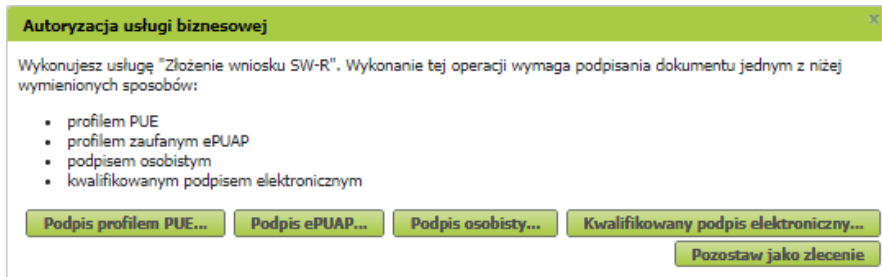 Autoryzacja usługi biznesowej x
Wykonujesz usługę "Złożenie wniosku SW-R". Wykonanie tej operacji wymaga podpisania dokumentu jednym z niżej
wymienionych sposobów:
• profilem PUE
• profilem zaufanym ePUAP
• podpisem osobistym
• kwalifikowanym podpisem elektronicznym
Podpis profilem PUE... Podpis ePUAP... Podpis osobisty... Kwalifikowany podpis elektroniczny...
Pozostaw jako zlecenie